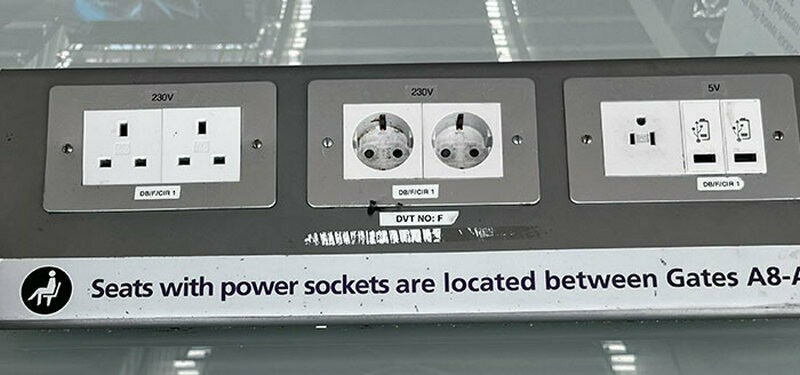 230V
230V
5V
DB/F/CIR 1
DB/F/CIR 1
DB/F/CIR 1
DVT NO: F
Seats with power sockets are located between Gates A8-A